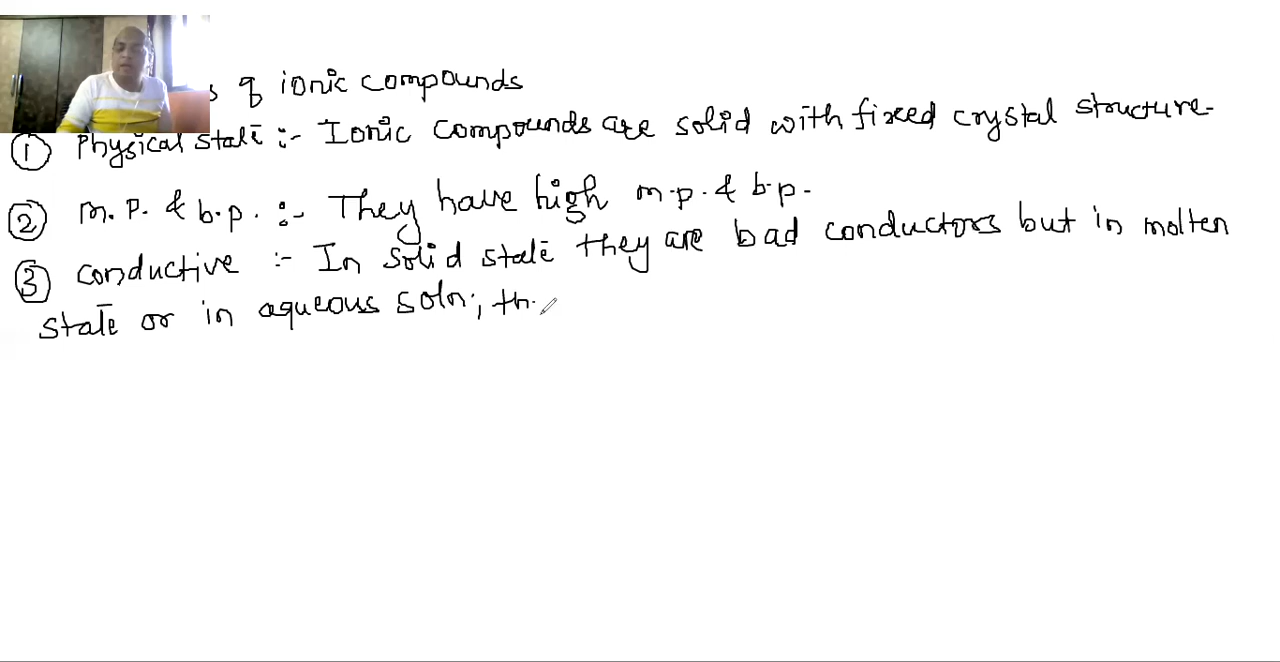 s of ionic compounds
① Physical state :- Ionic compounds are solid with fixed crystal structure-
② m. p. & b.p. :- They have high m.p. & b.p.
③ conductive :- In solid state they are bad conductors but in molten
state or in aqueous soln; th.